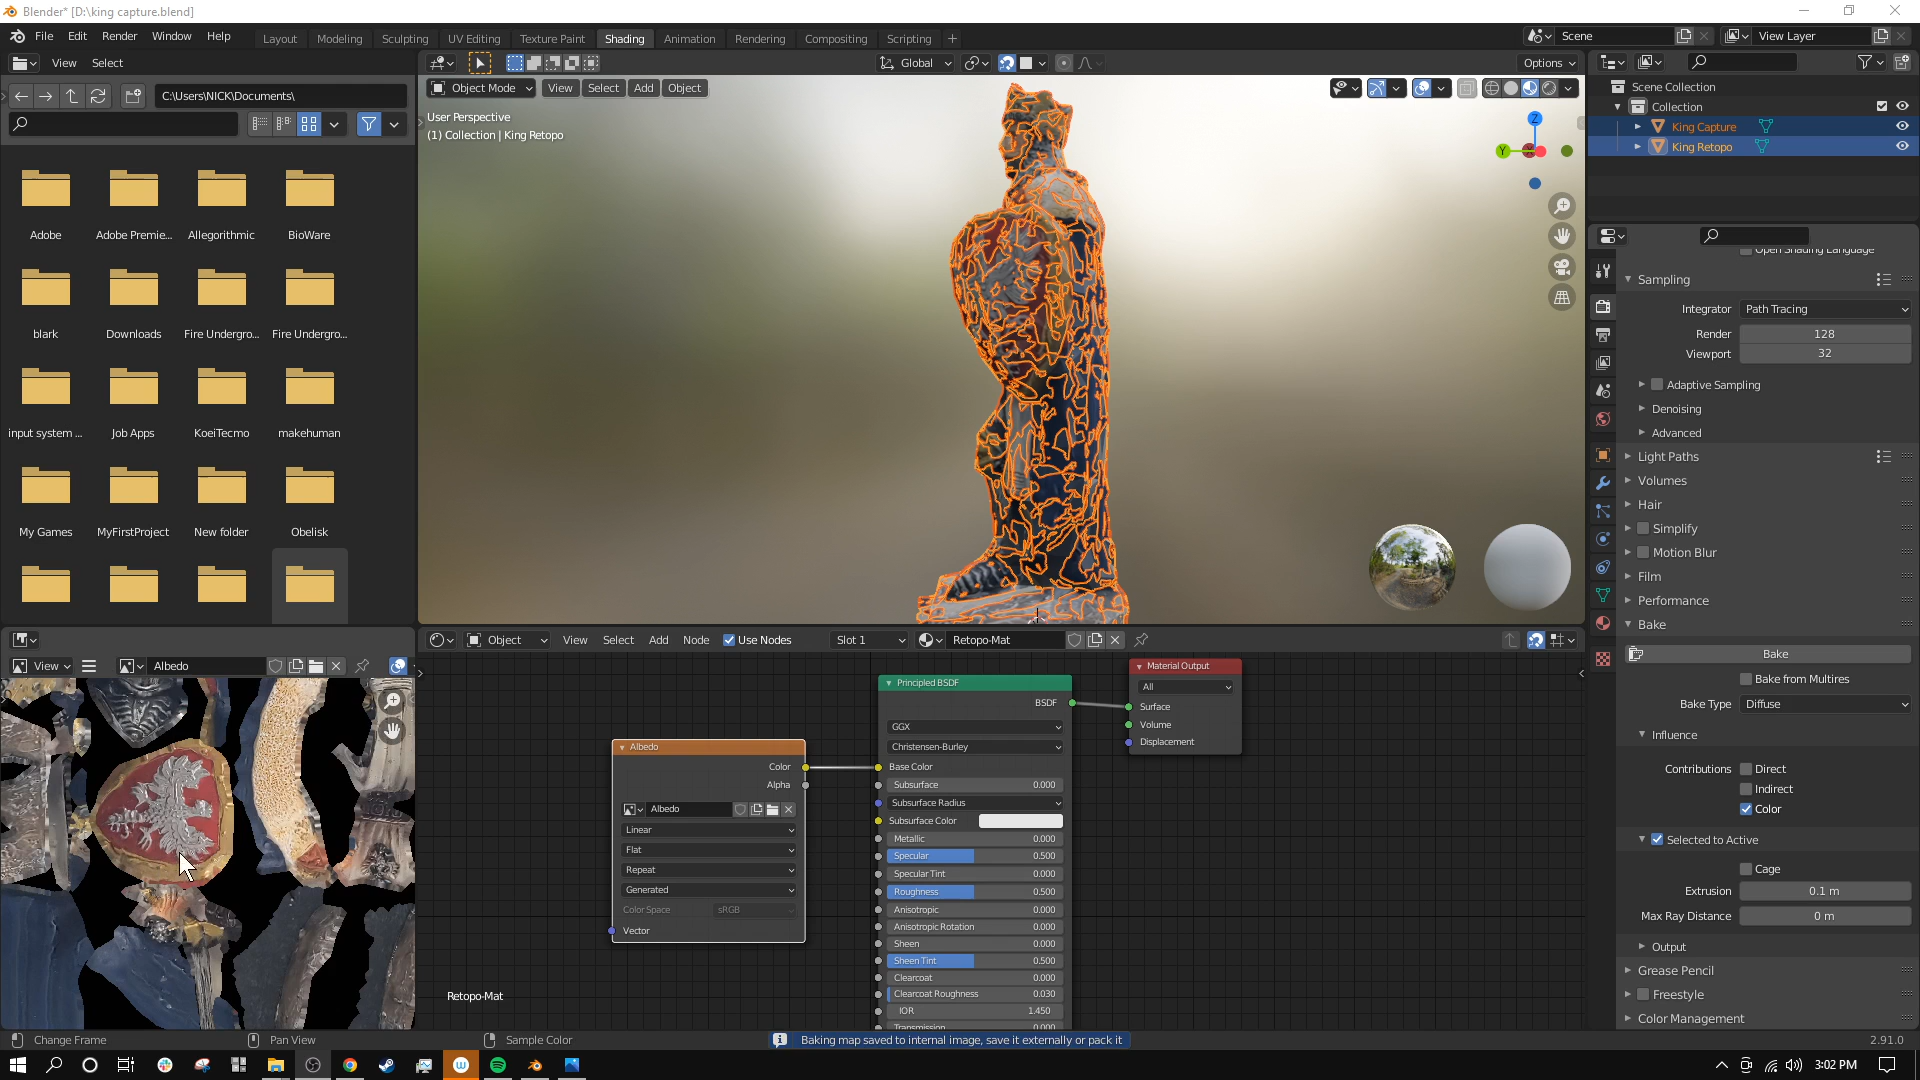 Blender* [D:\king capture.blend]
File Edit Render Window Help
Layout Modeling Sculpting UV Editing Texture Paint Shading Animation Rendering Compositing Scripting
Scene View Layer
View Select
Global Options
C:\Users\NICK\Documents\
Object Mode View Select Add Object
User Perspective
(1) Collection | King Retopo
Z
Y
Scene Collection
Collection
King Capture
King Retopo
Adobe Adobe Premie... Allegorithmic BioWare
blark Downloads Fire Undergro... Fire Undergro...
input system ... Job Apps KoeiTecmo makehuman
My Games MyFirstProject New folder Obelisk
Open Shading Language
Sampling
Integrator Path Tracing
Render 128
Viewport 32
Adaptive Sampling
Denoising
Advanced
Light Paths
Volumes
Hair
Simplify
Motion Blur
Film
Performance
Bake
Bake
Bake from Multires
Bake Type Diffuse
Influence
Contributions Direct
Indirect
Color
Selected to Active
Cage
Extrusion 0.1 m
Max Ray Distance 0 m
Output
Grease Pencil
Freestyle
Color Management
View Albedo
Object View Select Add Node Use Nodes Slot 1 Retopo-Mat
Albedo
Color
Alpha
Albedo
Linear
Flat
Repeat
Generated
Color Space sRGB
Vector
Principled BSDF
BSDF
GGX
Christensen-Burley
Base Color
Subsurface 0.000
Subsurface Radius
Subsurface Color
Metallic 0.000
Specular 0.500
Specular Tint 0.000
Roughness 0.500
Anisotropic 0.000
Anisotropic Rotation 0.000
Sheen 0.000
Sheen Tint 0.500
Clearcoat 0.000
Clearcoat Roughness 0.030
IOR 1.450
Transmission 0.000
Material Output
All
Surface
Volume
Displacement
Retopo-Mat
Change Frame Pan View Sample Color Baking map saved to internal image, save it externally or pack it 2.91.0
3:02 PM